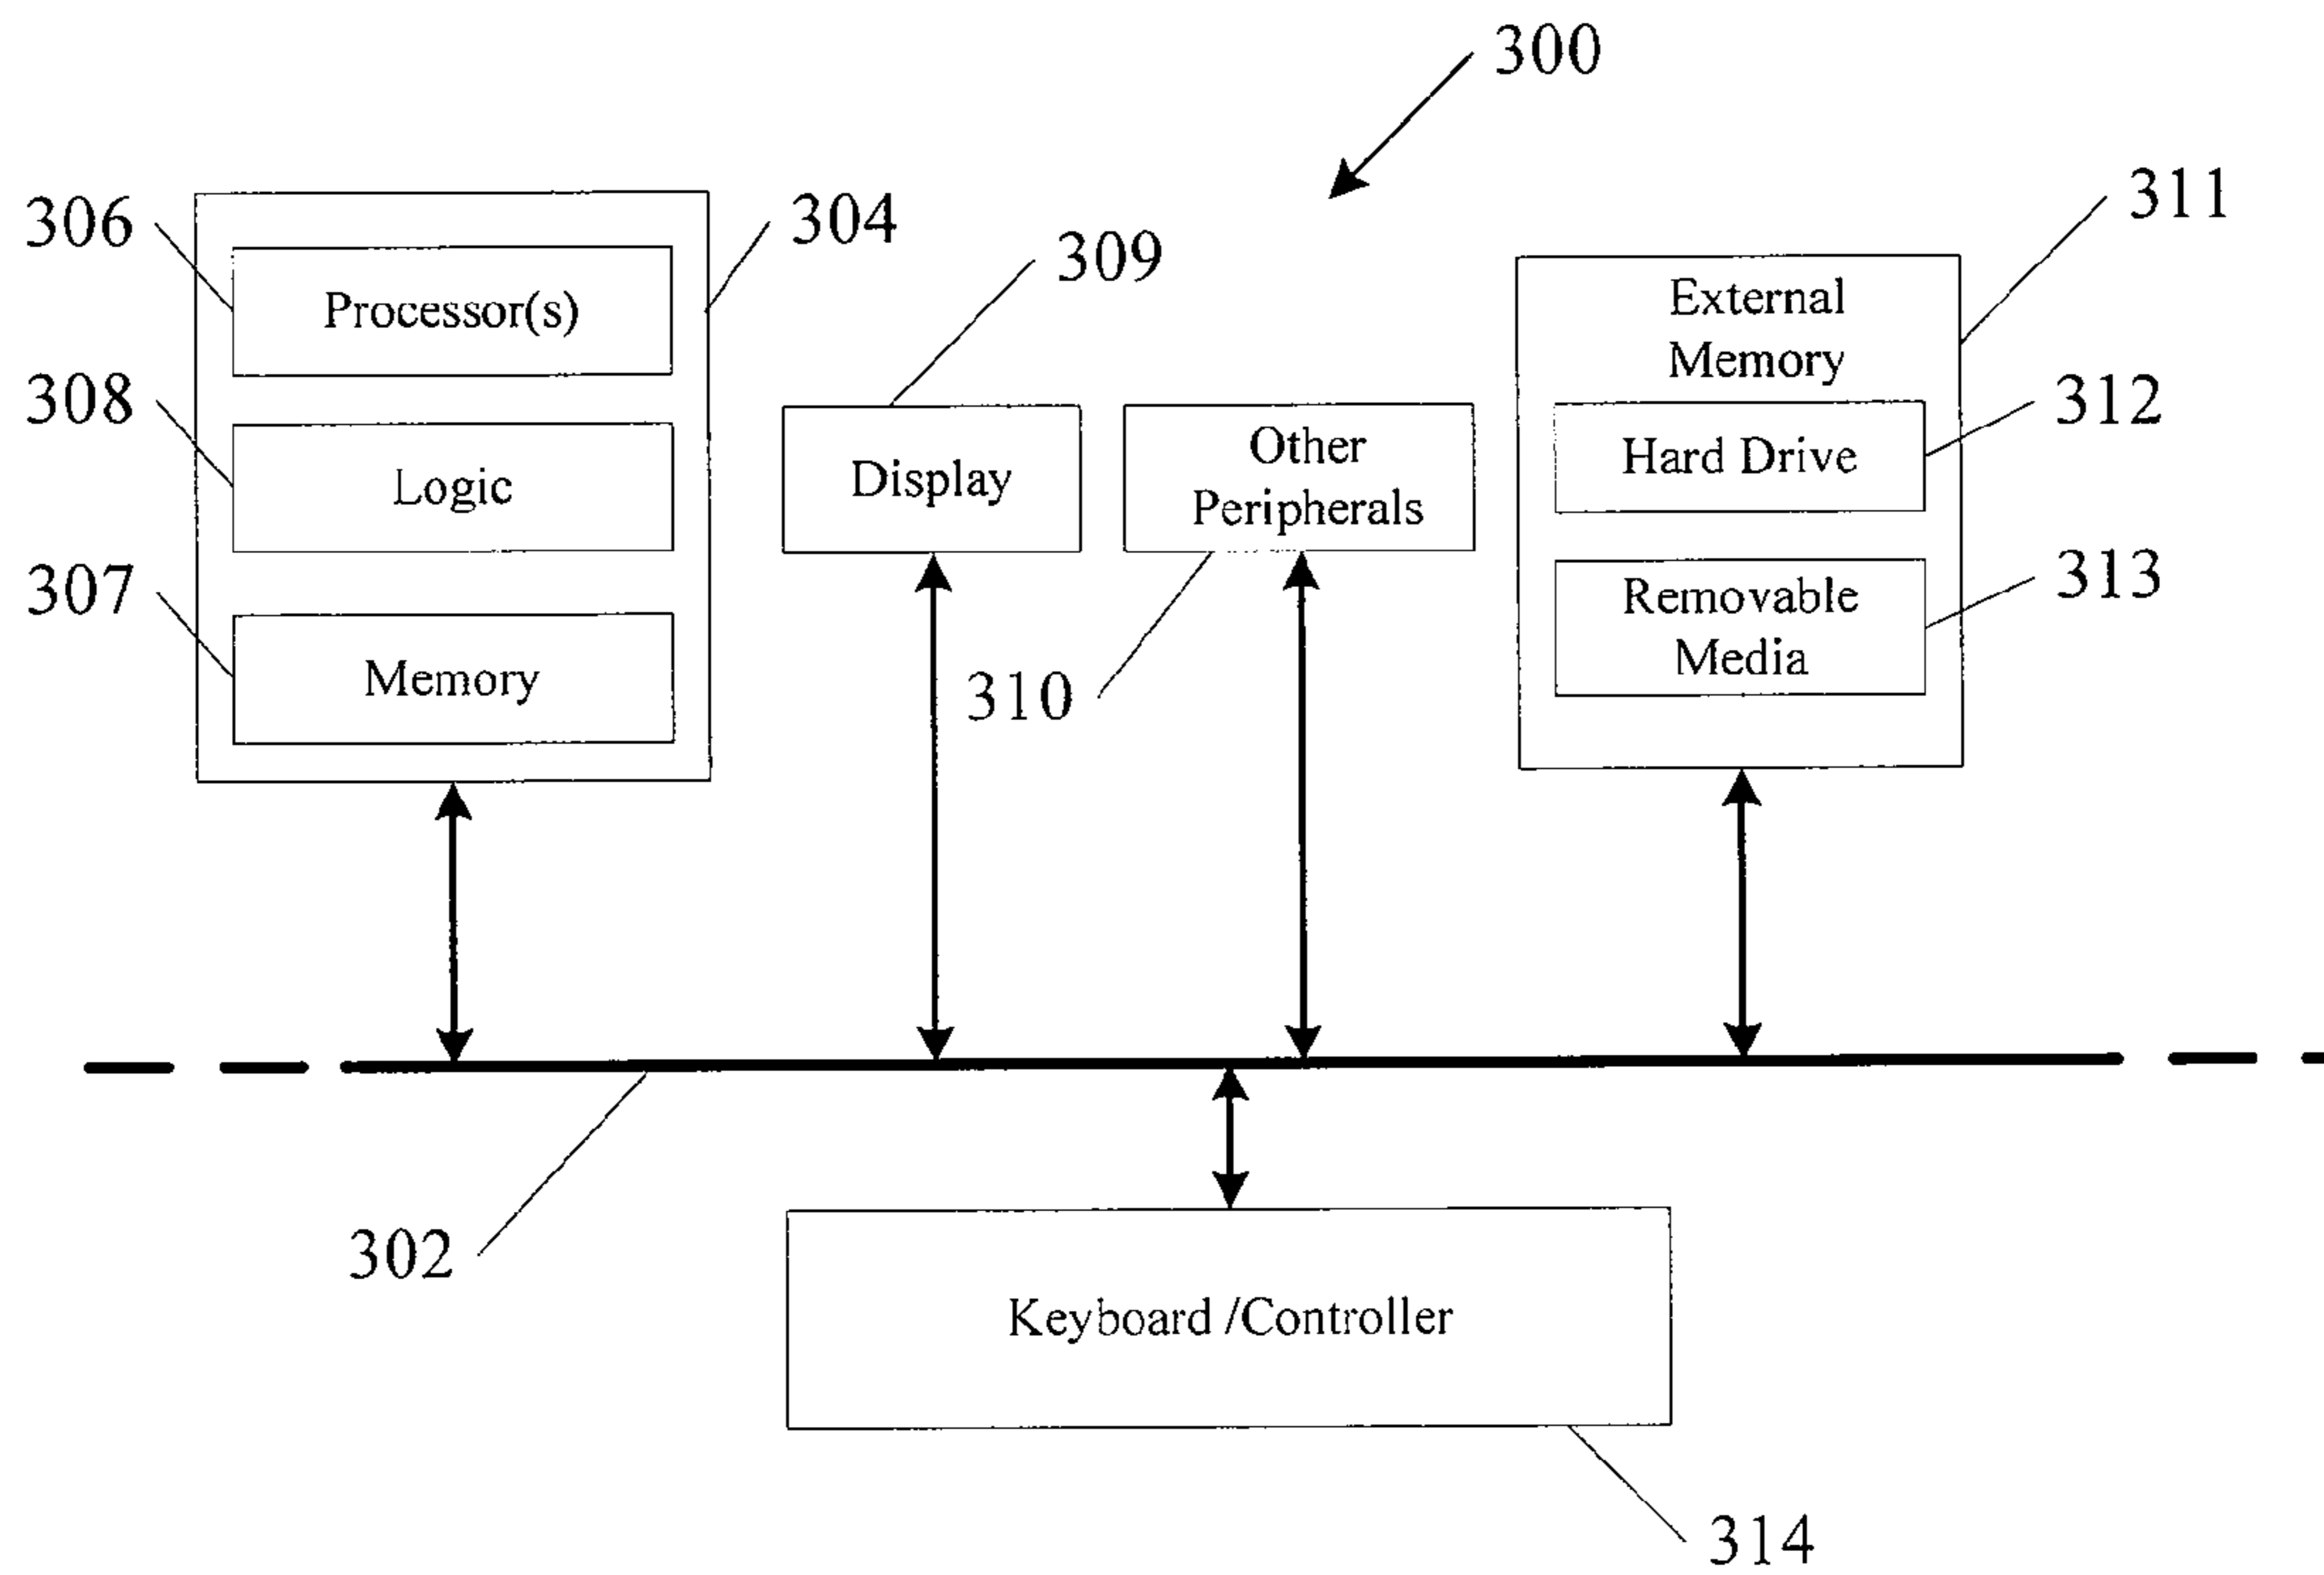 300
311
306
304
309
Processor(s)
External
Memory
308
312
Other
Hard Drive
Logic
Display
Peripherals
307
313
Removable
Media
Memory
310
302
Keyboard /Controller
314